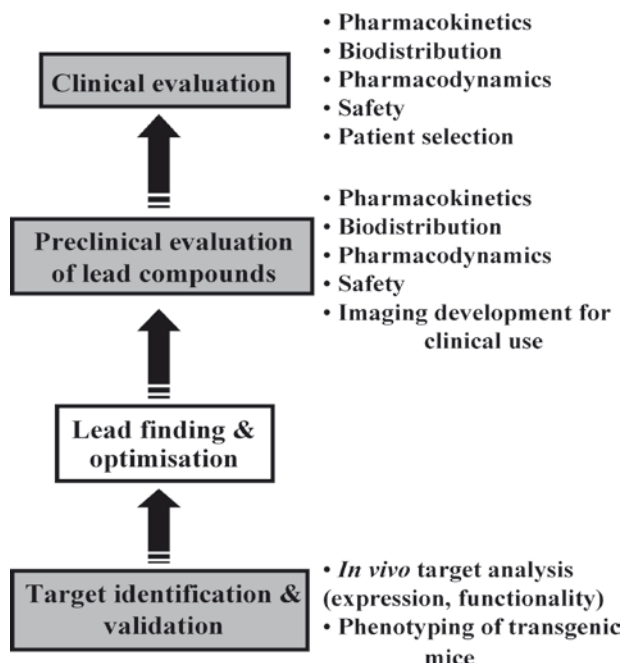 Clinical evaluation
• Pharmacokinetics
• Biodistribution
• Pharmacodynamics
• Safety
• Patient selection
Preclinical evaluation
of lead compounds
• Pharmacokinetics
• Biodistribution
• Pharmacodynamics
• Safety
• Imaging development for
clinical use
Lead finding &
optimisation
Target identification &
validation
• In vivo target analysis
(expression, functionality)
• Phenotyping of transgenic
mice